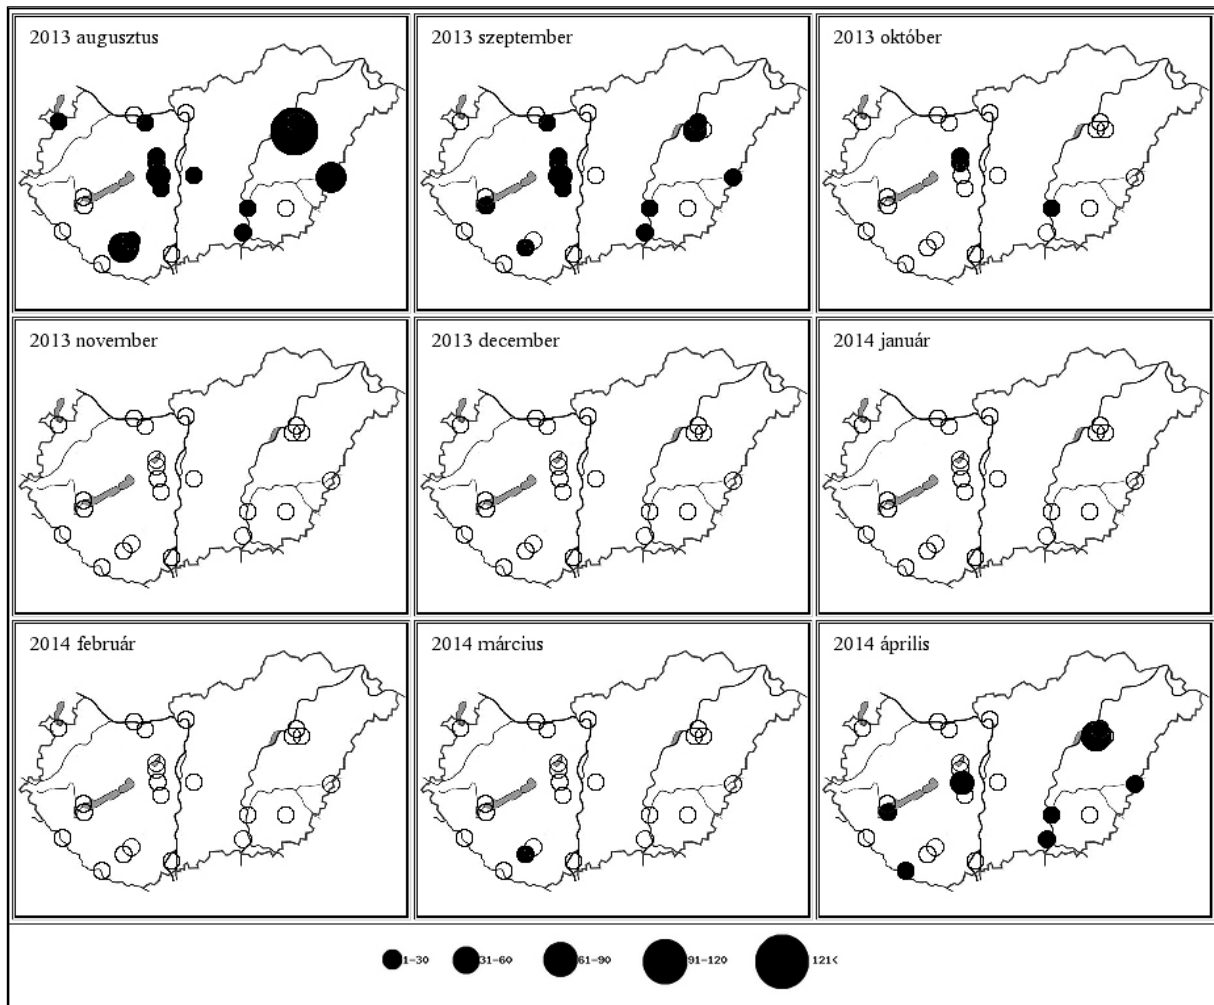 2013 augusztus
2013 szeptember
2013 október
2013 november
2013 december
2014 január
2014 február
2014 március
2014 április
1-30
31-60
61-90
91-120
121<